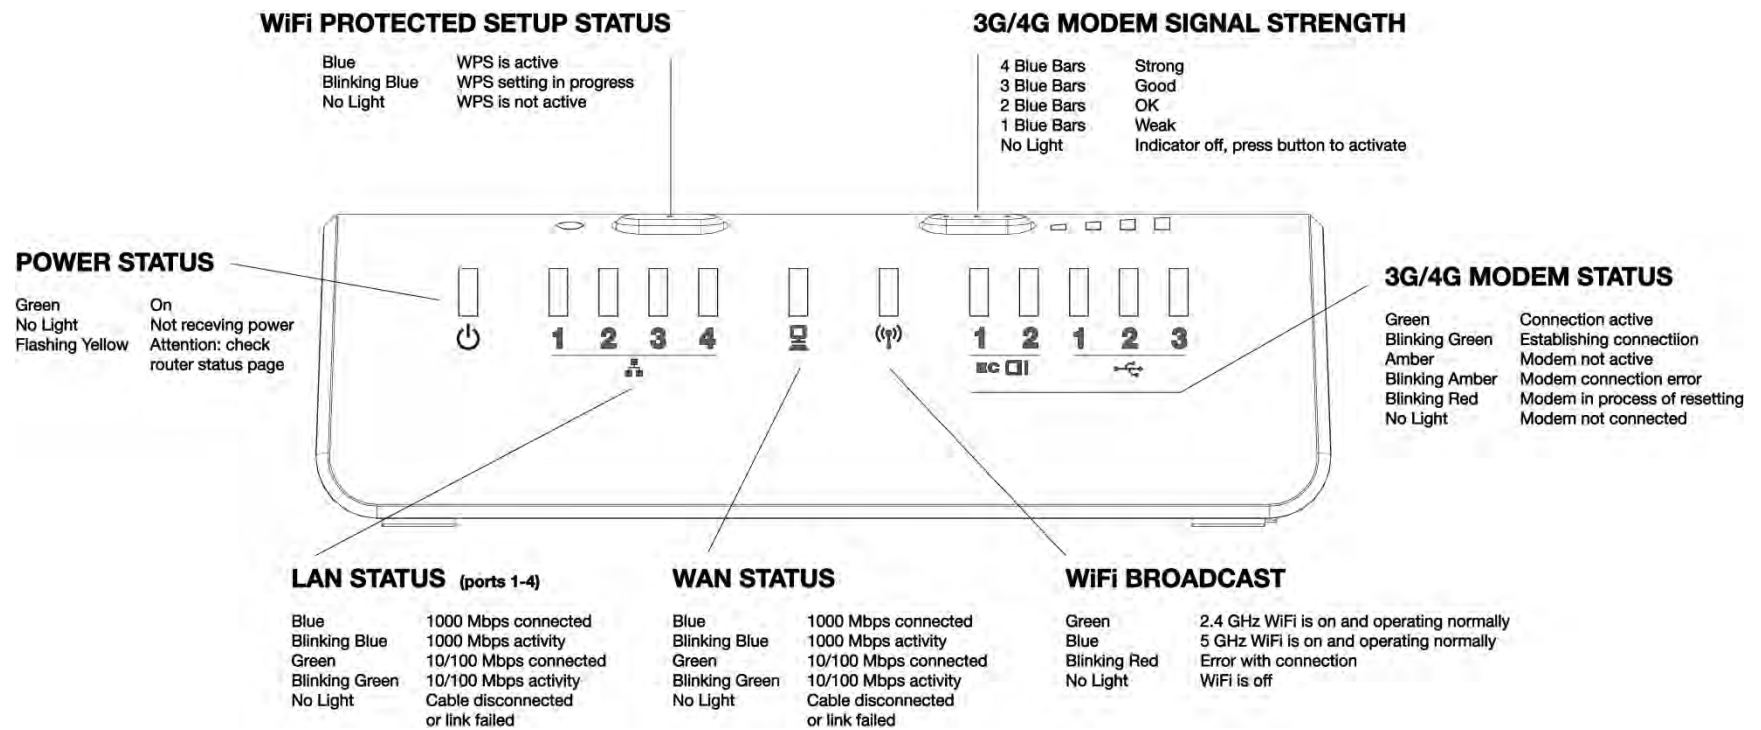 WiFi PROTECTED SETUP STATUS
Blue WPS is active
Blinking Blue WPS setting in progress
No Light WPS is not active
3G/4G MODEM SIGNAL STRENGTH
4 Blue Bars Strong
3 Blue Bars Good
2 Blue Bars OK
1 Blue Bars Weak
No Light Indicator off, press button to activate
POWER STATUS
Green On
No Light Not receving power
Flashing Yellow Attention: check
router status page
1 2 3 4 1 2 1 2 3
EC
3G/4G MODEM STATUS
Green Connection active
Blinking Green Establishing connectiion
Amber Modem not active
Blinking Amber Modem connection error
Blinking Red Modem in process of resetting
No Light Modem not connected
LAN STATUS (ports 1-4)
Blue 1000 Mbps connected
Blinking Blue 1000 Mbps activity
Green 10/100 Mbps connected
Blinking Green 10/100 Mbps activity
No Light Cable disconnected
or link failed
WAN STATUS
Blue 1000 Mbps connected
Blinking Blue 1000 Mbps activity
Green 10/100 Mbps connected
Blinking Green 10/100 Mbps activity
No Light Cable disconnected
or link failed
WiFi BROADCAST
Green 2.4 GHz WiFi is on and operating normally
Blue 5 GHz WiFi is on and operating normally
Blinking Red Error with connection
No Light WiFi is off